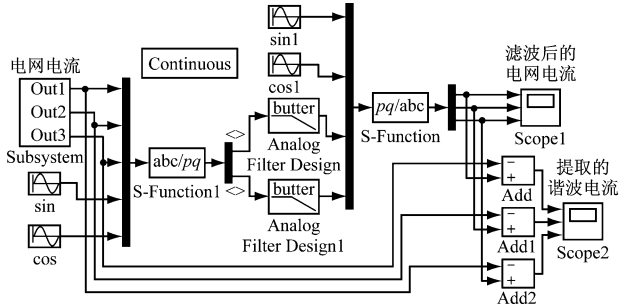 sin1
cos1
电网电流
Out1
Out2
Out3
Subsystem
sin
cos
Continuous
abc/pq
S-Function1
<>
<>
butter
Analog
Filter Design
butter
Analog
Filter Design1
pq/abc
S-Function
滤波后的
电网电流
Scope1
提取的
谐波电流
Scope2
−
+
Add
−
+
Add1
−
+
Add2